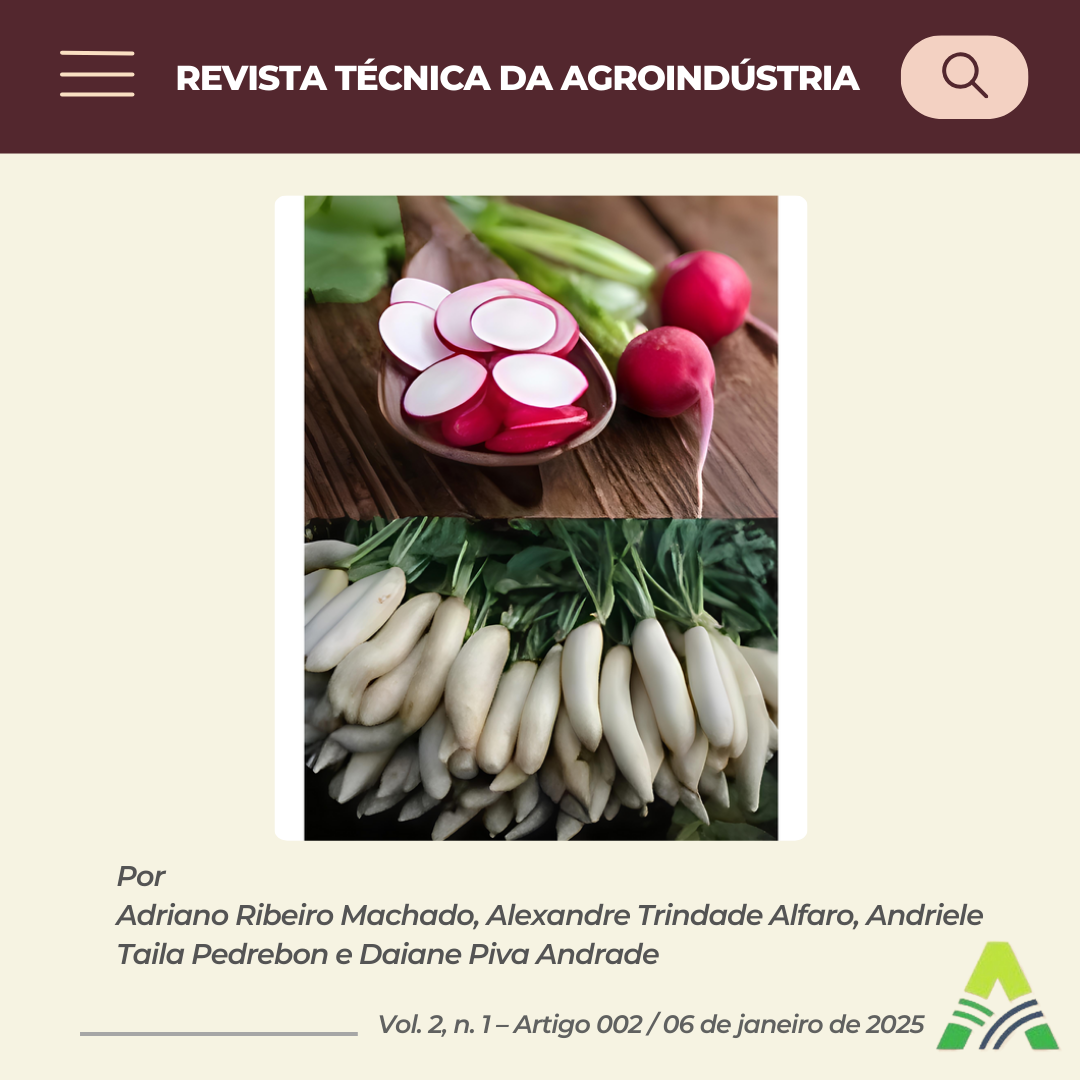 REVISTA TÉCNICA DA AGROINDÚSTRIA
Por
Adriano Ribeiro Machado, Alexandre Trindade Alfaro, Andriele
Taila Pedrebon e Daiane Piva Andrade
Vol. 2, n. 1 – Artigo 002 / 06 de janeiro de 2025